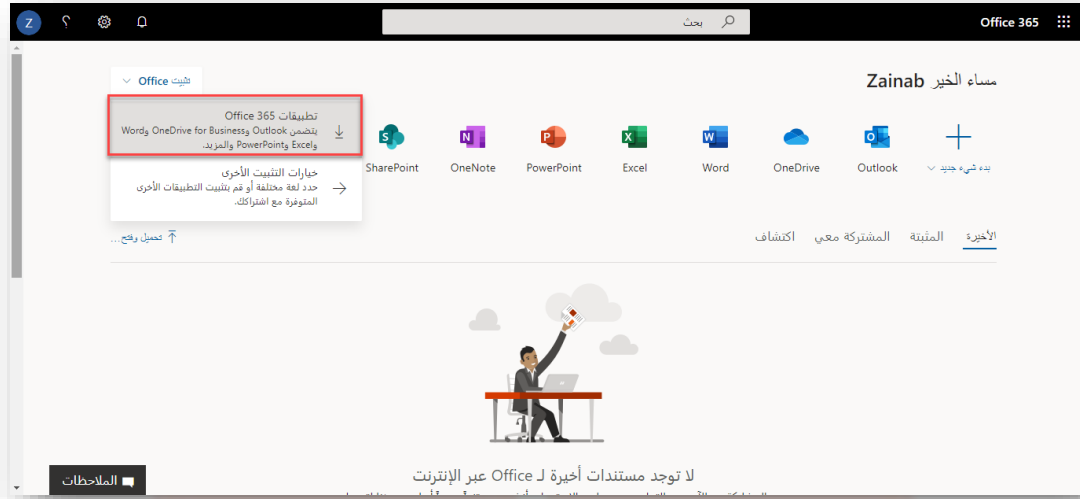 Office 365
بحث
Z
مساء الخير Zainab
تثبيت Office
تطبيقات Office 365
يتضمن Outlook وOneDrive for Business وWord
وExcel وPowerPoint والمزيد.
خيارات التثبيت الأخرى
حدد لغة مختلفة أو قم بتثبيت التطبيقات الأخرى
المتوفرة مع اشتراكك.
بدء شيء جديد
Outlook
OneDrive
Word
Excel
PowerPoint
OneNote
SharePoint
الأخيرة
المثبتة
المشتركة معي
اكتشاف
تحميل وفتح...
لا توجد مستندات أخيرة لـ Office عبر الإنترنت
الملاحظات